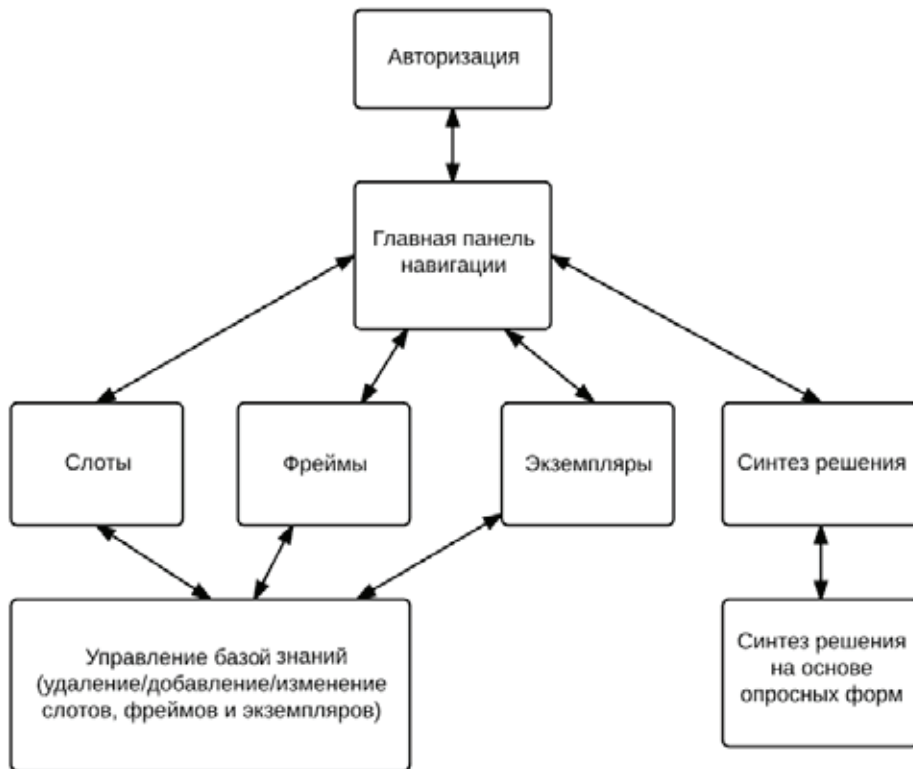 Авторизация
Главная панель
навигации
Слоты
Фреймы
Экземпляры
Синтез решения
Управление базой знаний
(удаление/добавление/изменение
слотов, фреймов и экземпляров)
Синтез решения
на основе
опросных форм